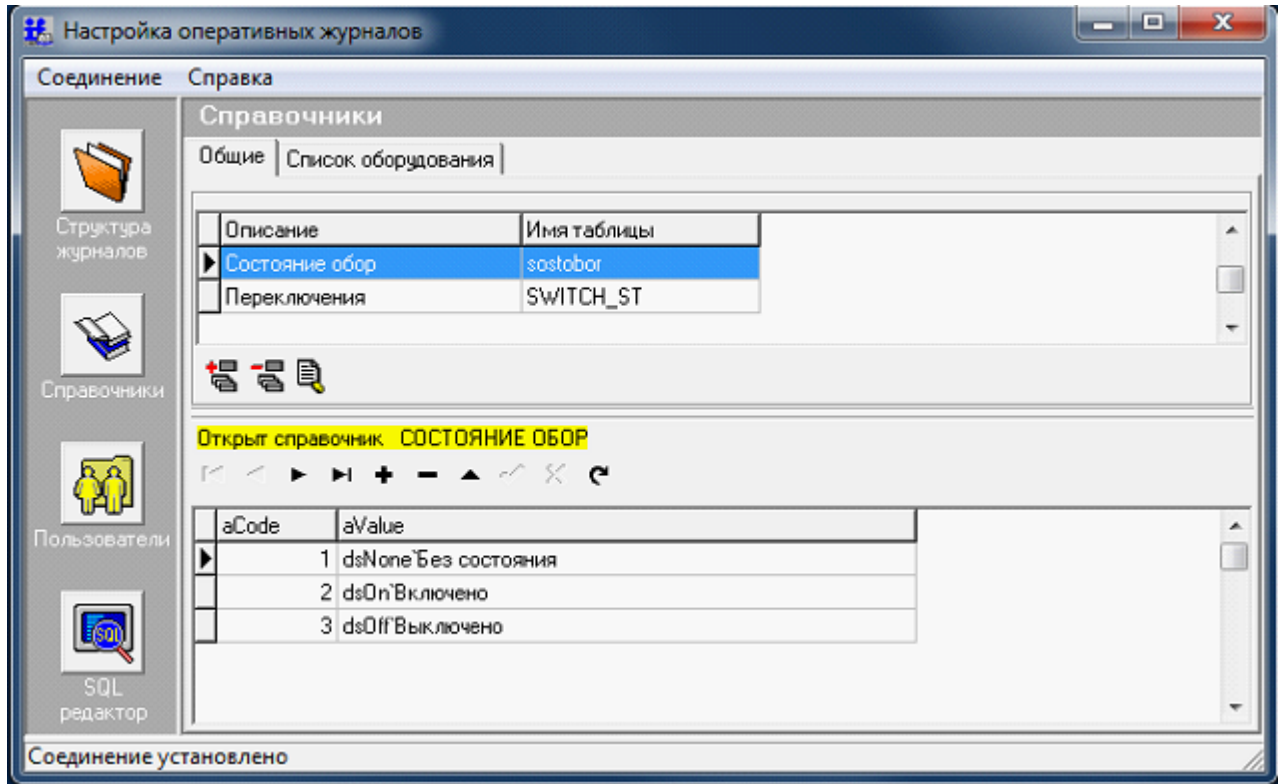 Настройка оперативных журналов
Соединение Справка
Справочники
Общие Список оборудования
Структура
журналов
Описание Имя таблицы
Состояние обор sostobor
Переключения SWITCH_ST
Справочники
Открыт справочник СОСТОЯНИЕ ОБОР
Пользователи
aCode aValue
1 dsNone`Без состояния
2 dsOn`Включено
3 dsOff`Выключено
SQL
SQL
редактор
Соединение установлено